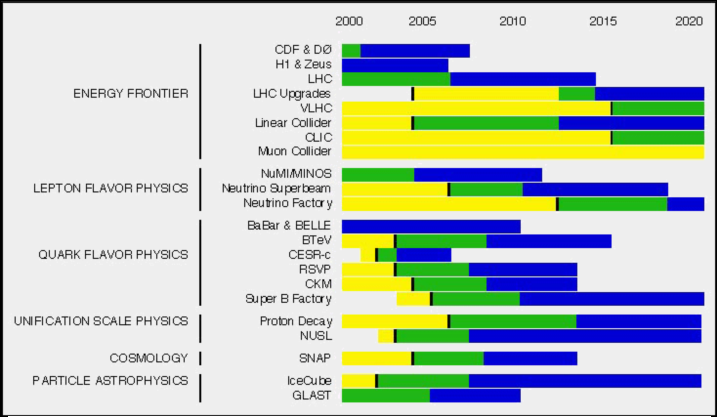 2000 2005 2010 2015 2020
CDF & DØ
H1 & Zeus
LHC
ENERGY FRONTIER LHC Upgrades
VLHC
Linear Collider
CLIC
Muon Collider
NuMI/MINOS
LEPTON FLAVOR PHYSICS Neutrino Superbeam
Neutrino Factory
BaBar & BELLE
BTeV
QUARK FLAVOR PHYSICS CESR-c
RSVP
CKM
Super B Factory
UNIFICATION SCALE PHYSICS Proton Decay
NUSL
COSMOLOGY SNAP
PARTICLE ASTROPHYSICS IceCube
GLAST